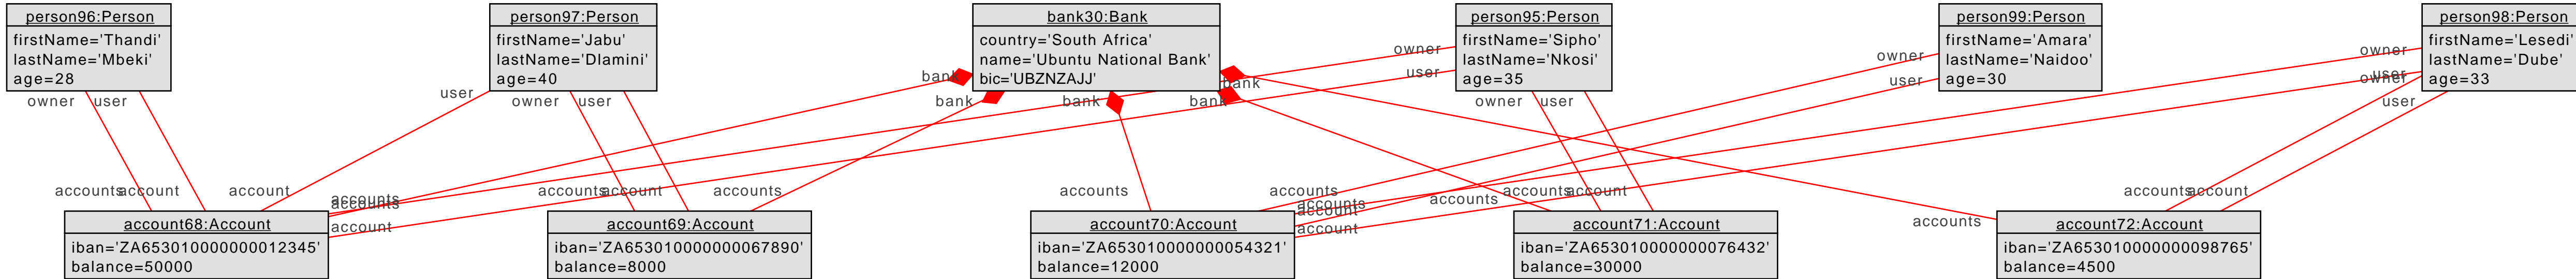 person96:Person
firstName='Thandi'
lastName='Mbeki'
age=28
person97:Person
firstName='Jabu'
lastName='Dlamini'
age=40
bank30:Bank
country='South Africa'
name='Ubuntu National Bank'
bic='UBZNZAJJ'
person95:Person
firstName='Sipho'
lastName='Nkosi'
age=35
person99:Person
firstName='Amara'
lastName='Naidoo'
age=30
person98:Person
firstName='Lesedi'
lastName='Dube'
age=33
owner
user
user
owner
user
bank
bank
bank
bank
bank
owner
user
owner
user
owner
user
owner
user
owner
user
accounts
account
account
accounts
accounts
account
accounts
account
accounts
accounts
accounts
accounts
account
account
accounts
accounts
account
accounts
account
accounts
account68:Account
iban='ZA653010000000012345'
balance=50000
account69:Account
iban='ZA653010000000067890'
balance=8000
account70:Account
iban='ZA653010000000054321'
balance=12000
account71:Account
iban='ZA653010000000076432'
balance=30000
account72:Account
iban='ZA653010000000098765'
balance=4500